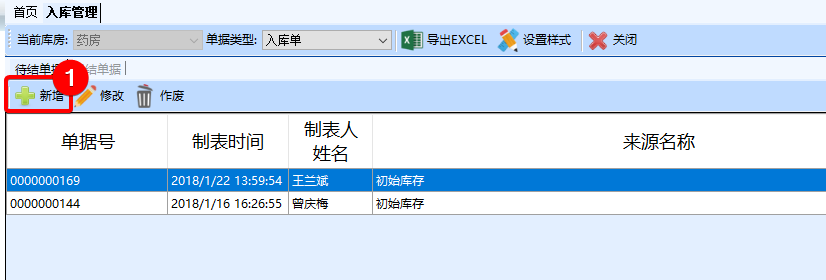 首页 入库管理
当前库房: 药房 单据类型: 入库单 导出EXCEL 设置样式 关闭
待结单据 结单据
1
新增 修改 作废
单据号 制表时间 制表人姓名 来源名称
0000000169 2018/1/22 13:59:54 王兰斌 初始库存
0000000144 2018/1/16 16:26:55 曾庆梅 初始库存